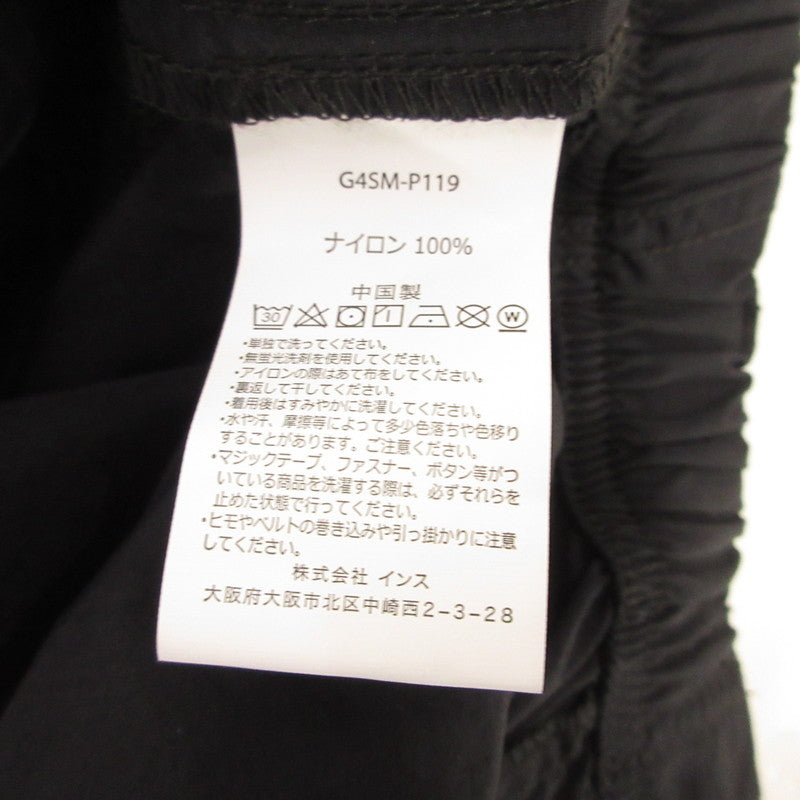 G4SM-P119
ナイロン 100%
中国製
30 W
・単独で洗ってください。
・無蛍光洗剤を使用してください。
・アイロンの際はあて布をしてください。
・裏返して干してください。
・着用後はすみやかに洗濯してください。
・水や汗、摩擦等によって多少色落ちや色移り
することがあります。ご注意ください。
・マジックテープ、ファスナー、ボタン等がつ
いている商品を洗濯する際は、必ずそれらを
止めた状態で行ってください。
・ヒモやベルトの巻き込みや引っ掛かりに注意
してください。
株式会社 インス
大阪府大阪市北区中崎西2-3-28